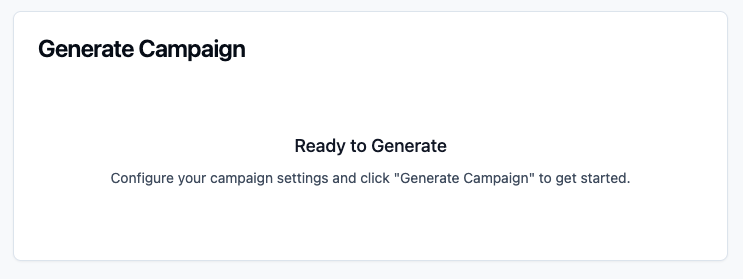 Generate Campaign
Ready to Generate
Configure your campaign settings and click "Generate Campaign" to get started.